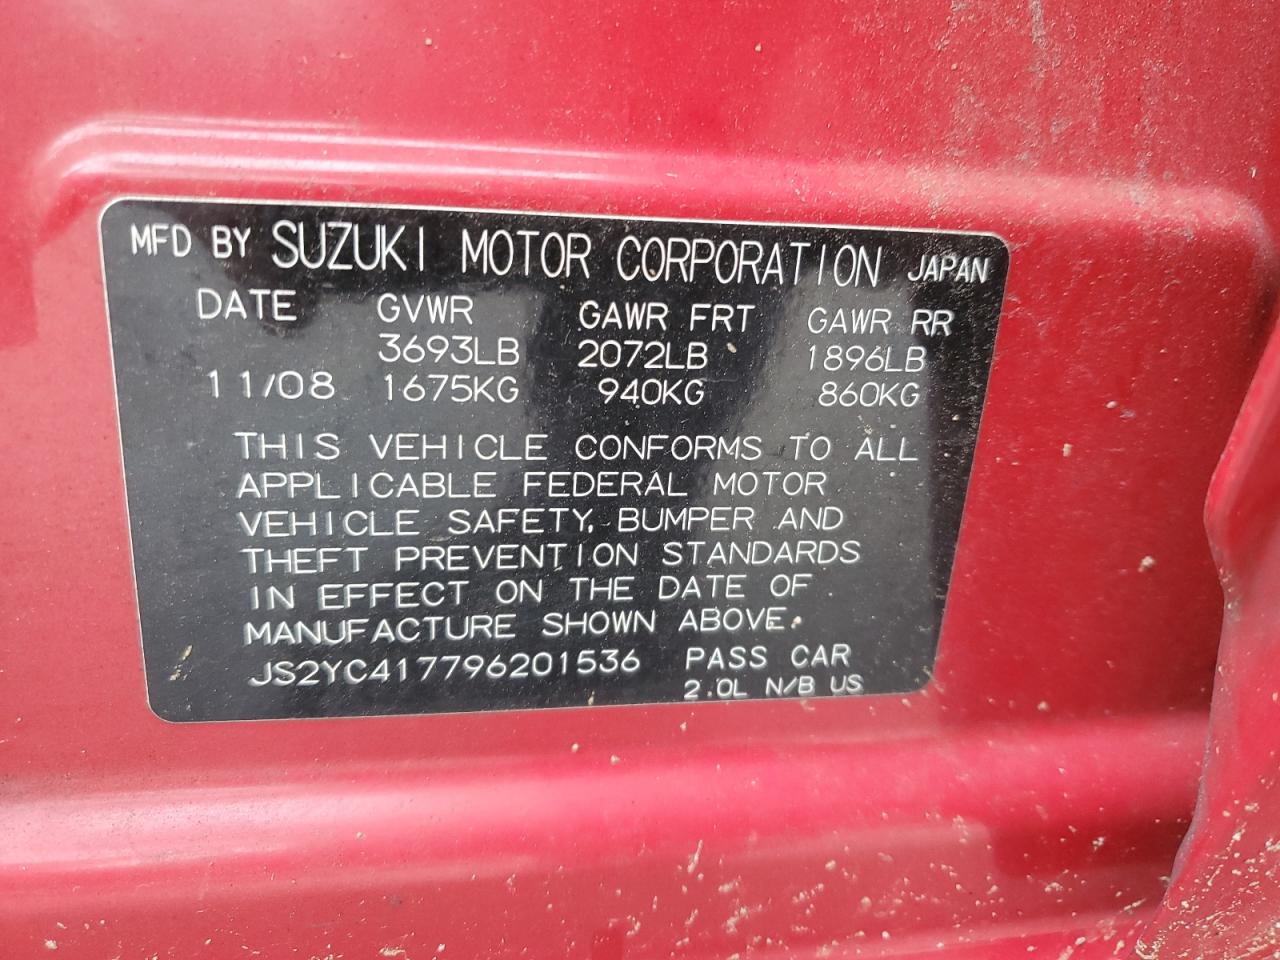 MFD BY SUZUKI MOTOR CORPORATION JAPAN
DATE GVWR GAWR FRT GAWR RR
3693LB 2072LB 1896LB
11/08 1675KG 940KG 860KG
THIS VEHICLE CONFORMS TO ALL
APPLICABLE FEDERAL MOTOR
VEHICLE SAFETY, BUMPER AND
THEFT PREVENTION STANDARDS
IN EFFECT ON THE DATE OF
MANUFACTURE SHOWN ABOVE.
JS2YC417796201536 PASS CAR
2.0L N/B US